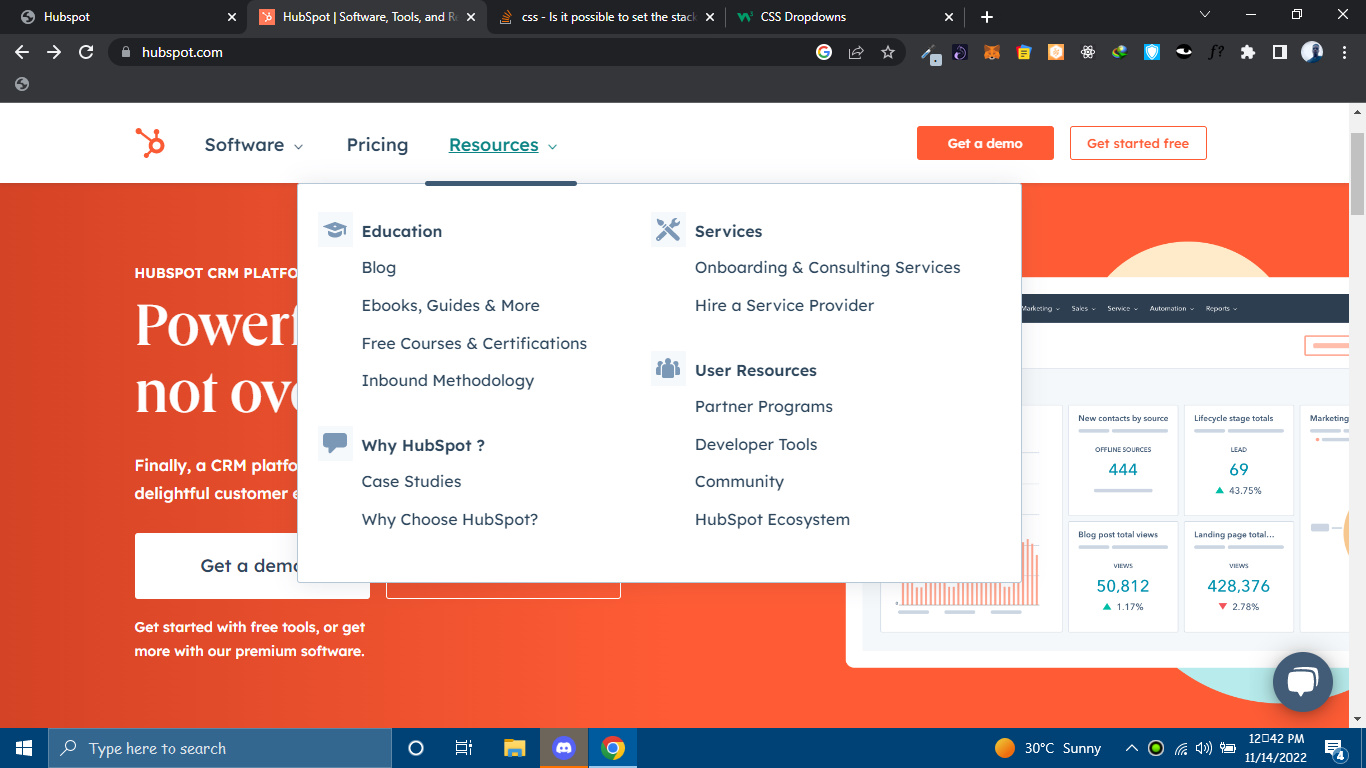 Hubspot
HubSpot | Software, Tools, and Re
css - Is it possible to set the stack
CSS Dropdowns
hubspot.com
Software
Pricing
Resources
Get a demo
Get started free
Education
Blog
Ebooks, Guides & More
Free Courses & Certifications
Inbound Methodology
Why HubSpot ?
Case Studies
Why Choose HubSpot?
Services
Onboarding & Consulting Services
Hire a Service Provider
User Resources
Partner Programs
Developer Tools
Community
HubSpot Ecosystem
HUBSPOT CRM PLATFO
Powerf
not ove
Finally, a CRM platfo
delightful customer e
Get a demo
Get started with free tools, or get
more with our premium software.
Marketing
Sales
Service
Automation
Reports
New contacts by source
OFFLINE SOURCES
444
Lifecycle stage totals
LEAD
69
43.75%
Marketing
Blog post total views
VIEWS
50,812
1.17%
Landing page total...
VIEWS
428,376
2.78%
Type here to search
30°C Sunny
12:42 PM
11/14/2022
4